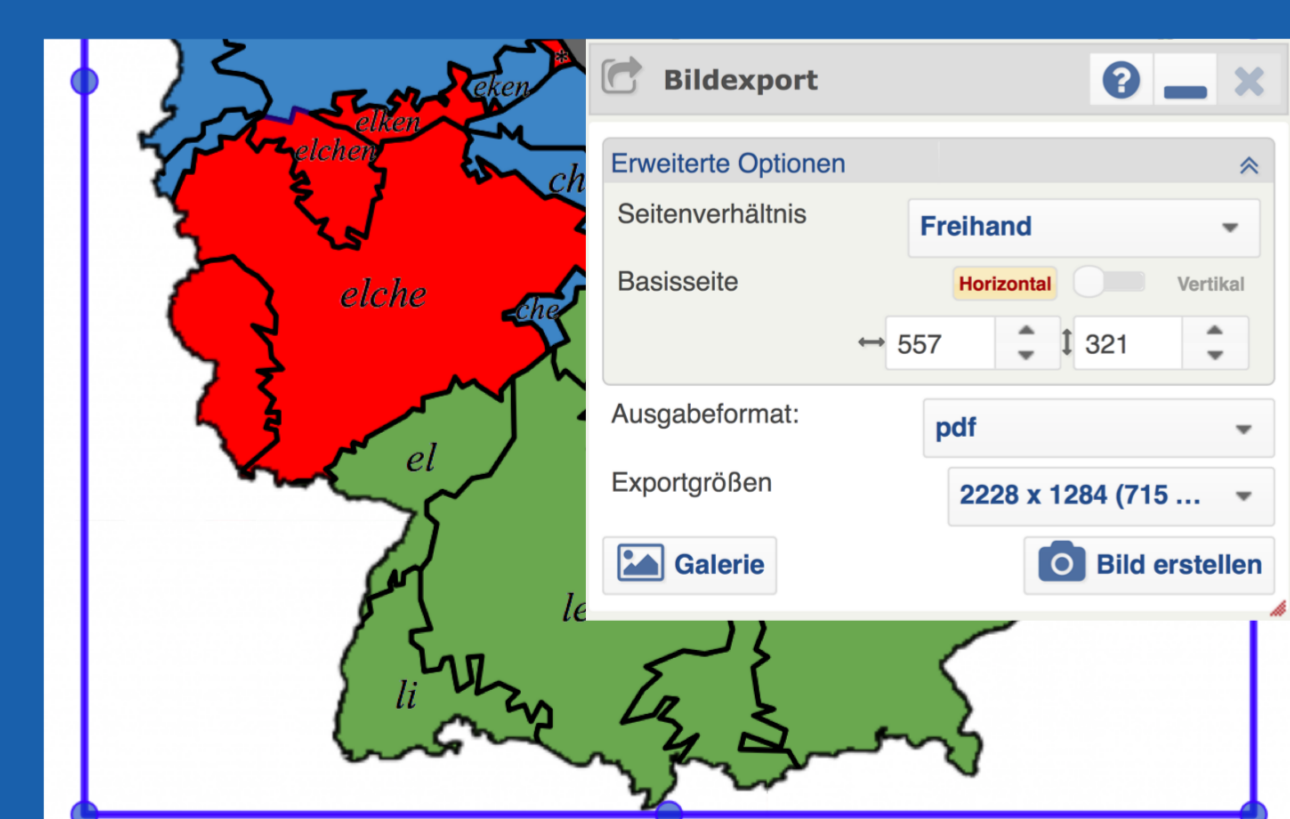 eken
*
elken
elchen
ch
elche
che
el
le
li
Bildexport
?
Erweiterte Optionen
Seitenverhältnis
Freihand
Basisseite
Horizontal
Vertikal
557
321
Ausgabeformat:
pdf
Exportgrößen
2228 x 1284 (715 ...
Galerie
Bild erstellen